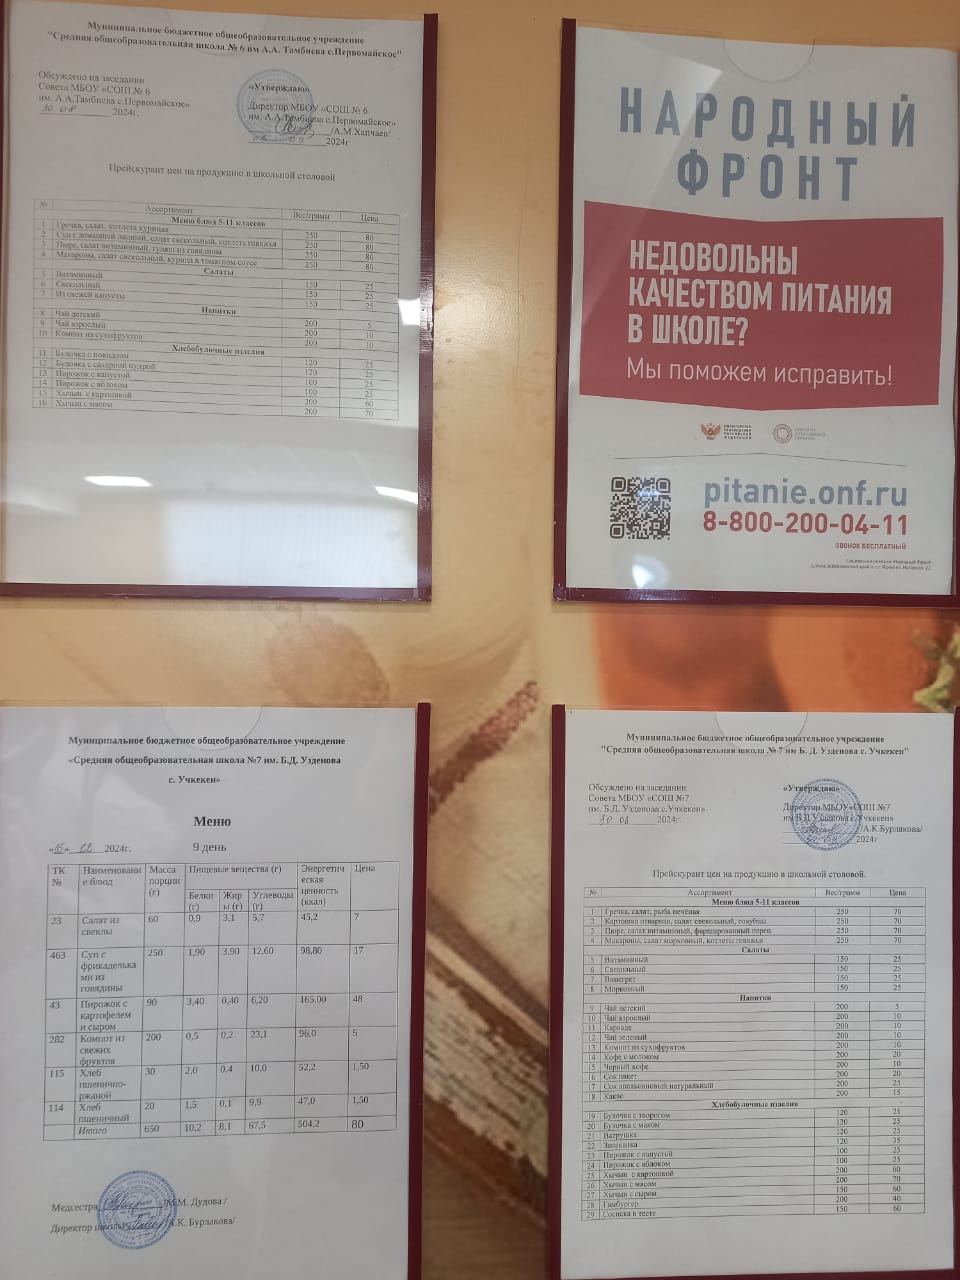 Муниципальное бюджетное общеобразовательное учреждение
"Средняя общеобразовательная школа № 6 им А.А. Тамбиева с.Первомайское"
Обсуждено на заседании
Совета МБОУ «СОШ № 6
им. А.А.Тамбиева с.Первомайское»
30 08 2024г.
«Утверждаю»
Директор МБОУ «СОШ № 6
им. А.А.Тамбиева с.Первомайское»
/А.М.Хапчаев/
2024г
Прейскурант цен на продукцию в школьной столовой
№ Ассортимент Вес/грамм Цена
Меню блюд 5-11 классов
1 Гречка, салат, котлета куриная 250 80
2 Суп с домашней лапшой, салат свекольный, котлета говяжья 250 80
3 Пюре, салат витаминный, гуляш из говядины 250 80
4 Макароны, салат свекольный, курица в томатном соусе 250 80
Салаты
5 Витаминный 150 25
6 Свекольный 150 25
7 Из свежей капусты 150 25
Напитки
8 Чай детский 200 5
9 Чай взрослый 200 10
10 Компот из сухофруктов 200 10
Хлебобулочные изделия
11 Булочка с повидлом 120 25
12 Булочка с сахарной пудрой 120 25
13 Пирожок с капустой 100 25
14 Пирожок с яблоком 100 25
15 Хычын с картошкой 200 60
16 Хычын с мясом 200 70
НАРОДНЫЙ
ФРОНТ
НЕДОВОЛЬНЫ
КАЧЕСТВОМ ПИТАНИЯ
В ШКОЛЕ?
Мы поможем исправить!
МИНИСТЕРСТВО
ПРОСВЕЩЕНИЯ
РОССИЙСКОЙ
ФЕДЕРАЦИИ
pitanie.onf.ru
8-800-200-04-11
ЗВОНОК БЕСПЛАТНЫЙ
Социальная реклама. Народный Фронт
Муниципальное бюджетное общеобразовательное учреждение
«Средняя общеобразовательная школа №7 им. Б.Д. Узденова
с. Учкекен»
Меню
2024г. 9 день
ТК № Наименование блюд Масса порции (г) Пищевые вещества (г) Энергетическая ценность (ккал) Цена
Белки (г) Жиры (г) Углеводы (г)
23 Салат из свеклы 60 0,9 3,1 5,7 45,2 7
463 Суп с фрикадельками из говядины 250 1,90 3,90 12,60 98,80 17
43 Пирожок с картофелем и сыром 90 3,40 0,40 6,20 165,00 48
282 Компот из свежих фруктов 200 0,5 0,2 23,1 96,0 5
115 Хлеб пшенично-ржаной 30 2,0 0,4 10,0 52,2 1,50
114 Хлеб пшеничный 20 1,5 0,1 9,9 47,0 1,50
Итого 650 10,2 8,1 67,5 504,2 80
Медсестра /М.М. Дудова /
Директор школы /А.К. Бурлакова/
Муниципальное бюджетное общеобразовательное учреждение
"Средняя общеобразовательная школа № 7 им Б. Д. Узденова с. Учкекен"
Обсуждено на заседании
Совета МБОУ «СОШ №7
им. Б.Д. Узденова с.Учкекен»
30 08 2024г.
«Утверждаю»
Директор МБОУ«СОШ №7
им Б.Д.Узденова с.Учкекен»
/А.К.Бурлакова/
2024г
Прейскурант цен на продукцию в школьной столовой.
№ Ассортимент Вес/грамм Цена
Меню блюд 5-11 классов
1 Гречка, салат, рыба печёная 250 70
2 Картошка отварная, салат свекольный, голубцы 250 70
3 Пюре, салат витаминный, фаршированный перец 250 70
4 Макароны, салат морковный, котлеты говяжьи 250 70
Салаты
5 Витаминный 150 25
6 Свекольный 150 25
7 Винегрет 150 25
8 Морковный 150 25
Напитки
9 Чай детский 200 5
10 Чай взрослый 200 10
11 Каркаде 200 10
12 Чай зеленый 200 10
13 Компот из сухофруктов 200 10
14 Кофе с молоком 200 20
15 Черный кофе 200 10
16 Сок пакет 200 20
17 Сок апельсиновый натуральный 200 25
18 Какао 200 15
Хлебобулочные изделия
19 Булочка с творогом 120 25
20 Булочка с маком 120 25
21 Ватрушка 120 25
22 Запеканка 120 35
23 Пирожок с капустой 100 25
24 Пирожок с яблоком 100 25
25 Хычын с картошкой 200 60
26 Хычын с мясом 200 70
27 Хычын с сыром 150 60
28 Гамбургер 200 40
29 Сосиска в тесте 150 60